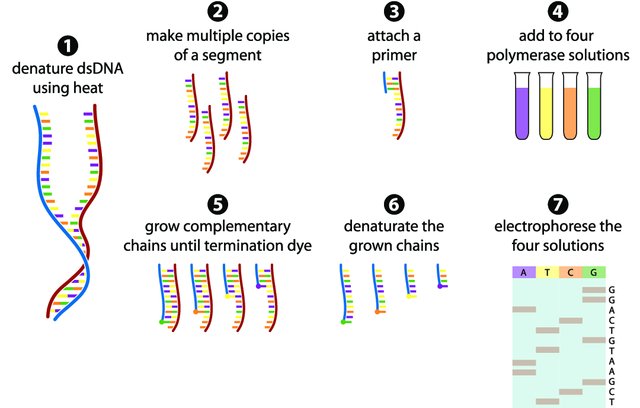 1
denature dsDNA
using heat
2
make multiple copies
of a segment
3
attach a
primer
4
add to four
polymerase solutions
5
grow complementary
chains until termination dye
6
denaturate the
grown chains
7
electrophorese the
four solutions
A T C G
G
G
A
C
T
G
T
A
A
G
C
T